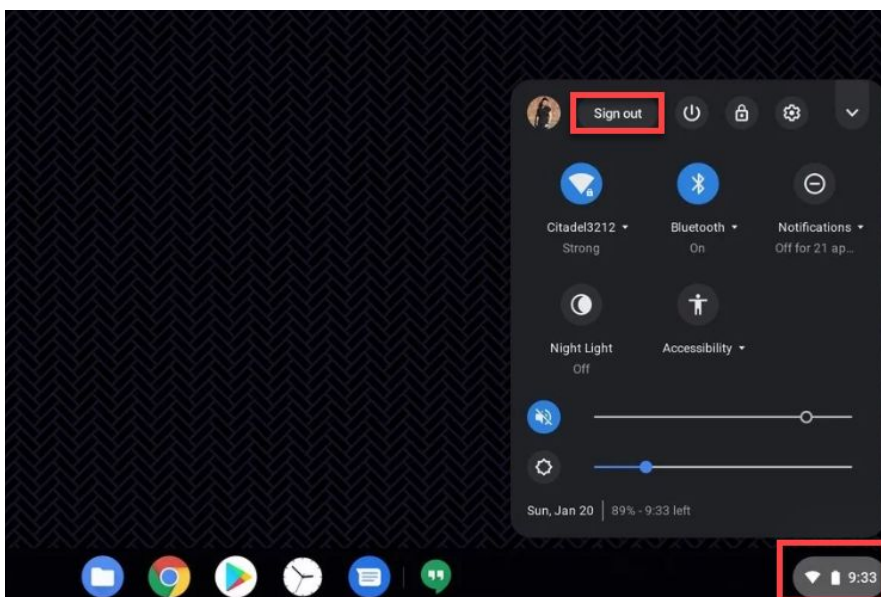 Sign out
Citadel3212 Bluetooth Notifications
Strong On Off for 21 ap...
Night Light Accessibility
Off
Sun, Jan 20 89% - 9:33 left
9:33